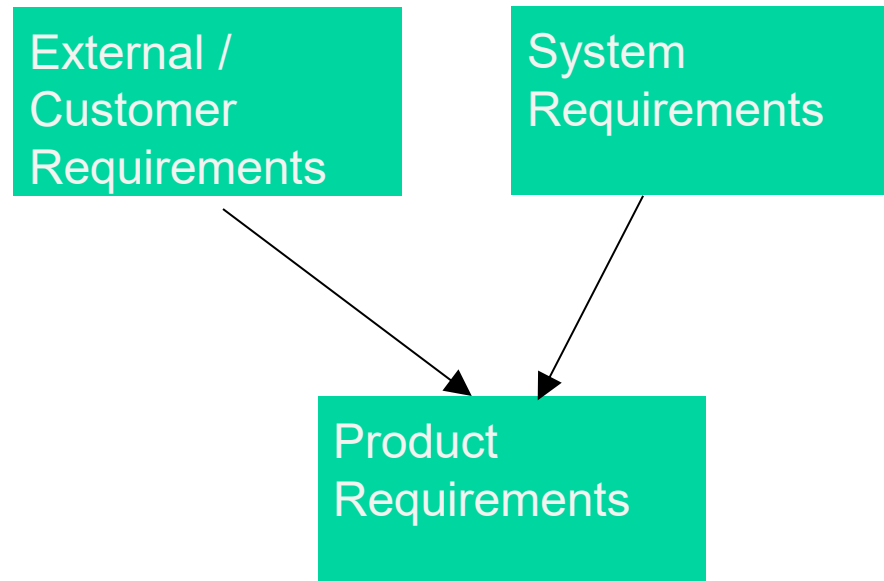 External /
Customer
Requirements
System
Requirements
Product
Requirements